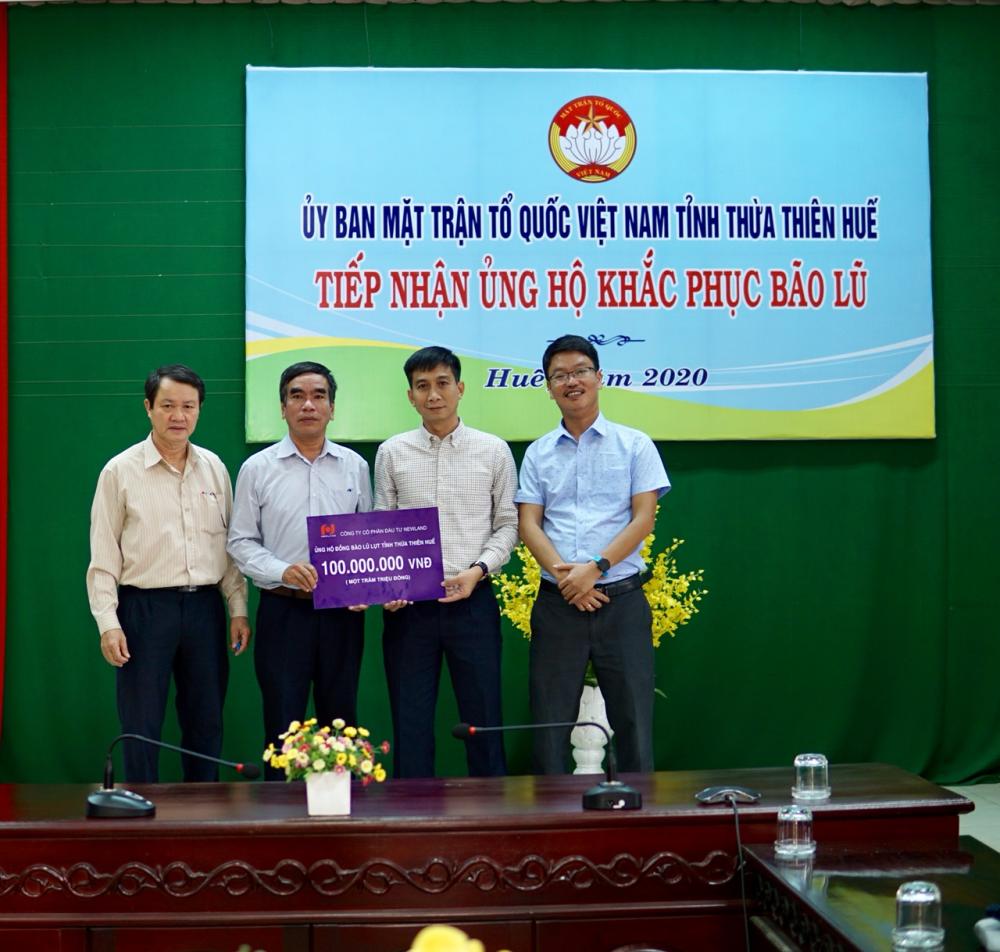 MẶT TRẬN TỔ QUỐC
VIỆT NAM
ỦY BAN MẶT TRẬN TỔ QUỐC VIỆT NAM TỈNH THỪA THIÊN HUẾ
TIẾP NHẬN ỦNG HỘ KHẮC PHỤC BÃO LŨ
Huế năm 2020
CÔNG TY CỔ PHẦN ĐẦU TƯ NEWLAND
ỦNG HỘ ĐỒNG BÀO LŨ LỤT TỈNH THỪA THIÊN HUẾ
100.000.000 VNĐ
( MỘT TRĂM TRIỆU ĐỒNG)